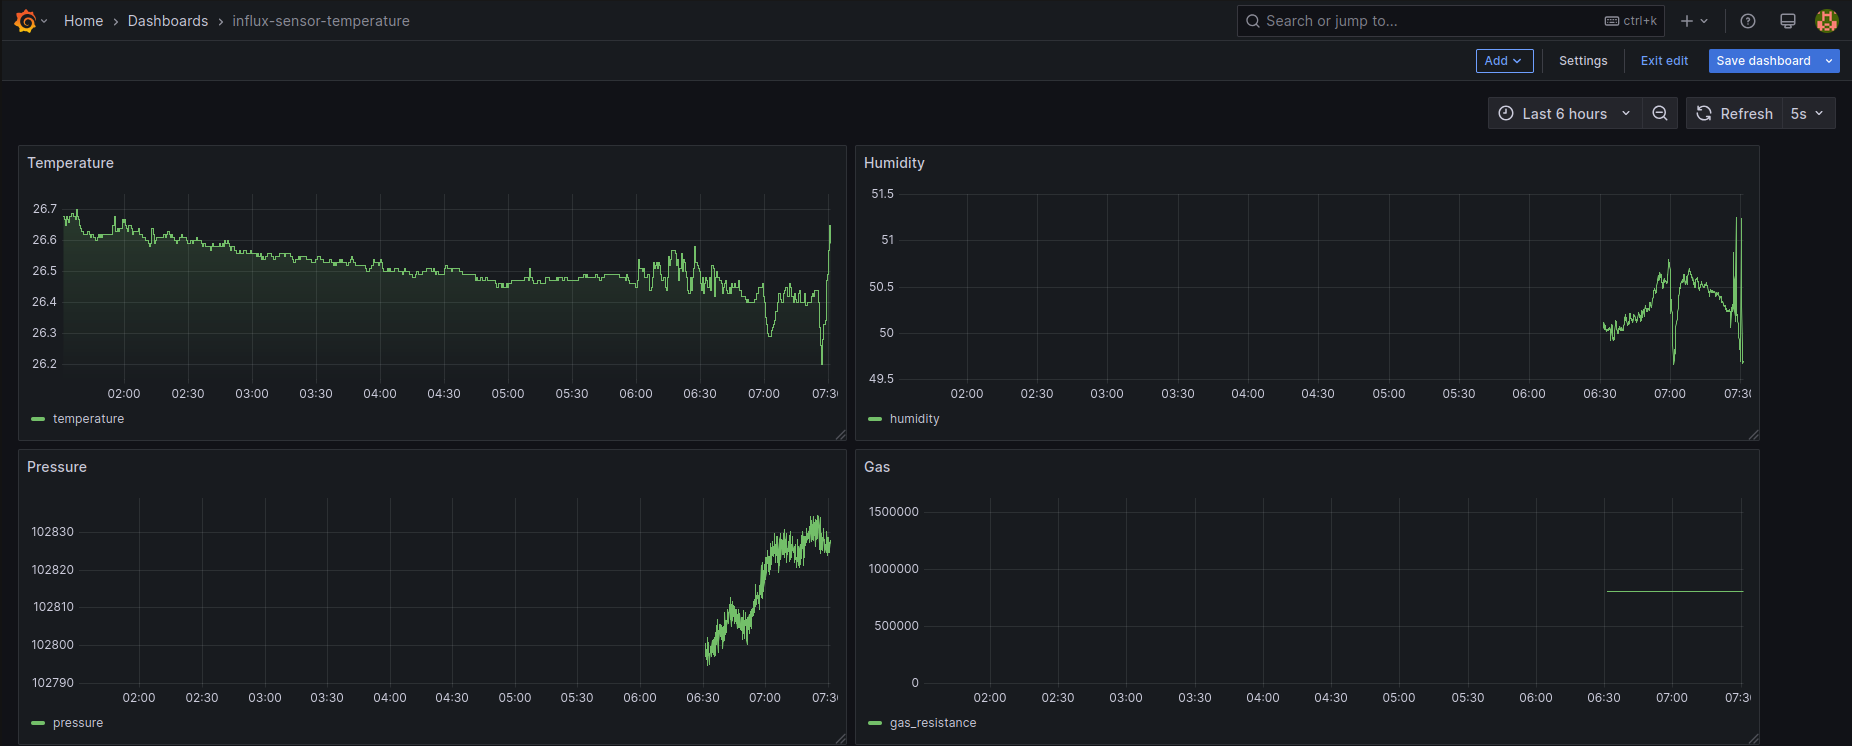 Home › Dashboards › influx-sensor-temperature
Search or jump to... ctrl+k
Add Settings Exit edit Save dashboard
Last 6 hours Refresh 5s
Temperature
26.7
26.6
26.5
26.4
26.3
26.2
02:00 02:30 03:00 03:30 04:00 04:30 05:00 05:30 06:00 06:30 07:00 07:3
temperature
Humidity
51.5
51
50.5
50
49.5
02:00 02:30 03:00 03:30 04:00 04:30 05:00 05:30 06:00 06:30 07:00 07:30
humidity
Pressure
102830
102820
102810
102800
102790
02:00 02:30 03:00 03:30 04:00 04:30 05:00 05:30 06:00 06:30 07:00 07:3
pressure
Gas
1500000
1000000
500000
0
02:00 02:30 03:00 03:30 04:00 04:30 05:00 05:30 06:00 06:30 07:00 07:30
gas_resistance